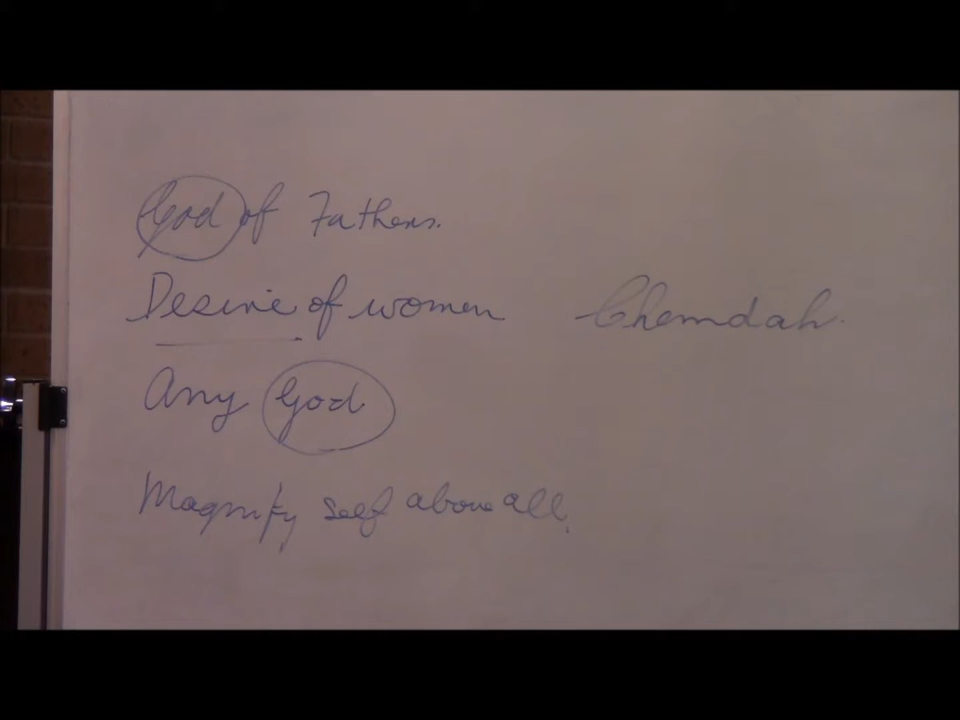 God of Fathers.
Desire of women Chemdah.
Any God
Magnify self above all.